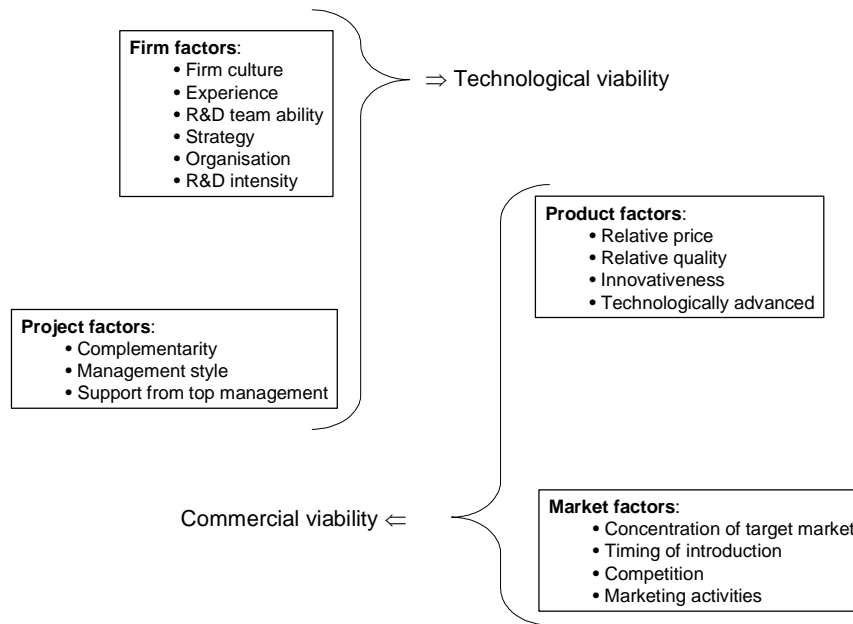 Firm factors:
• Firm culture
• Experience
• R&D team ability
• Strategy
• Organisation
• R&D intensity
⇒ Technological viability
Product factors:
• Relative price
• Relative quality
• Innovativeness
• Technologically advanced
Project factors:
• Complementarity
• Management style
• Support from top management
Commercial viability ⇐
Market factors:
• Concentration of target market
• Timing of introduction
• Competition
• Marketing activities